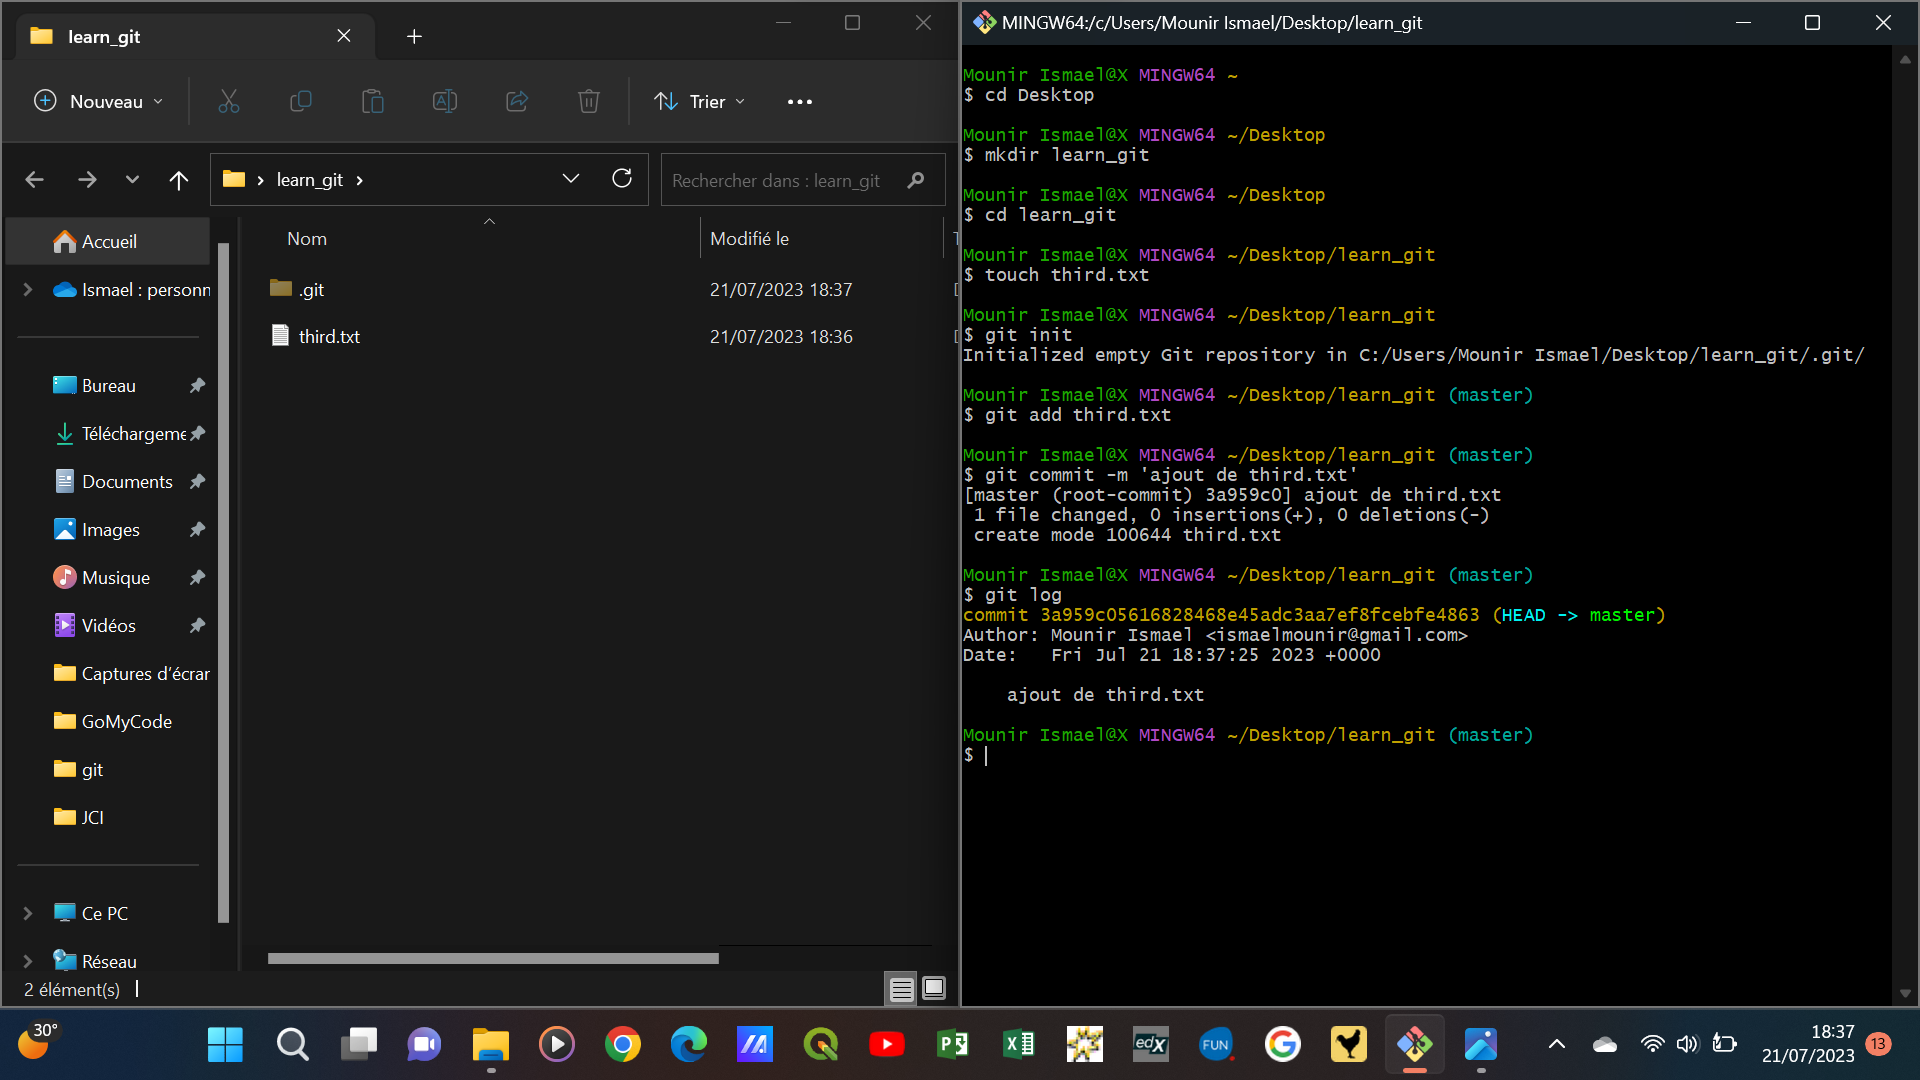 learn_git
Nouveau
Trier
learn_git
Rechercher dans : learn_git
Nom
Modifié le
.git
21/07/2023 18:37
third.txt
21/07/2023 18:36
Accueil
Ismael : personn
Bureau
Téléchargeme
Documents
Images
Musique
Vidéos
Captures d'écrar
GoMyCode
git
JCI
Ce PC
Réseau
2 élément(s)
MINGW64:/c/Users/Mounir Ismael/Desktop/learn_git
Mounir Ismael@X MINGW64 ~
$ cd Desktop
Mounir Ismael@X MINGW64 ~/Desktop
$ mkdir learn_git
Mounir Ismael@X MINGW64 ~/Desktop
$ cd learn_git
Mounir Ismael@X MINGW64 ~/Desktop/learn_git
$ touch third.txt
Mounir Ismael@X MINGW64 ~/Desktop/learn_git
$ git init
Initialized empty Git repository in C:/Users/Mounir Ismael/Desktop/learn_git/.git/
Mounir Ismael@X MINGW64 ~/Desktop/learn_git (master)
$ git add third.txt
Mounir Ismael@X MINGW64 ~/Desktop/learn_git (master)
$ git commit -m 'ajout de third.txt'
[master (root-commit) 3a959c0] ajout de third.txt
1 file changed, 0 insertions(+), 0 deletions(-)
create mode 100644 third.txt
Mounir Ismael@X MINGW64 ~/Desktop/learn_git (master)
$ git log
commit 3a959c05616828468e45adc3aa7ef8fcebfe4863 (HEAD -> master)
Author: Mounir Ismael <ismaelmounir@gmail.com>
Date:   Fri Jul 21 18:37:25 2023 +0000
ajout de third.txt
Mounir Ismael@X MINGW64 ~/Desktop/learn_git (master)
$
30°
edX
FUN
18:37
21/07/2023
13